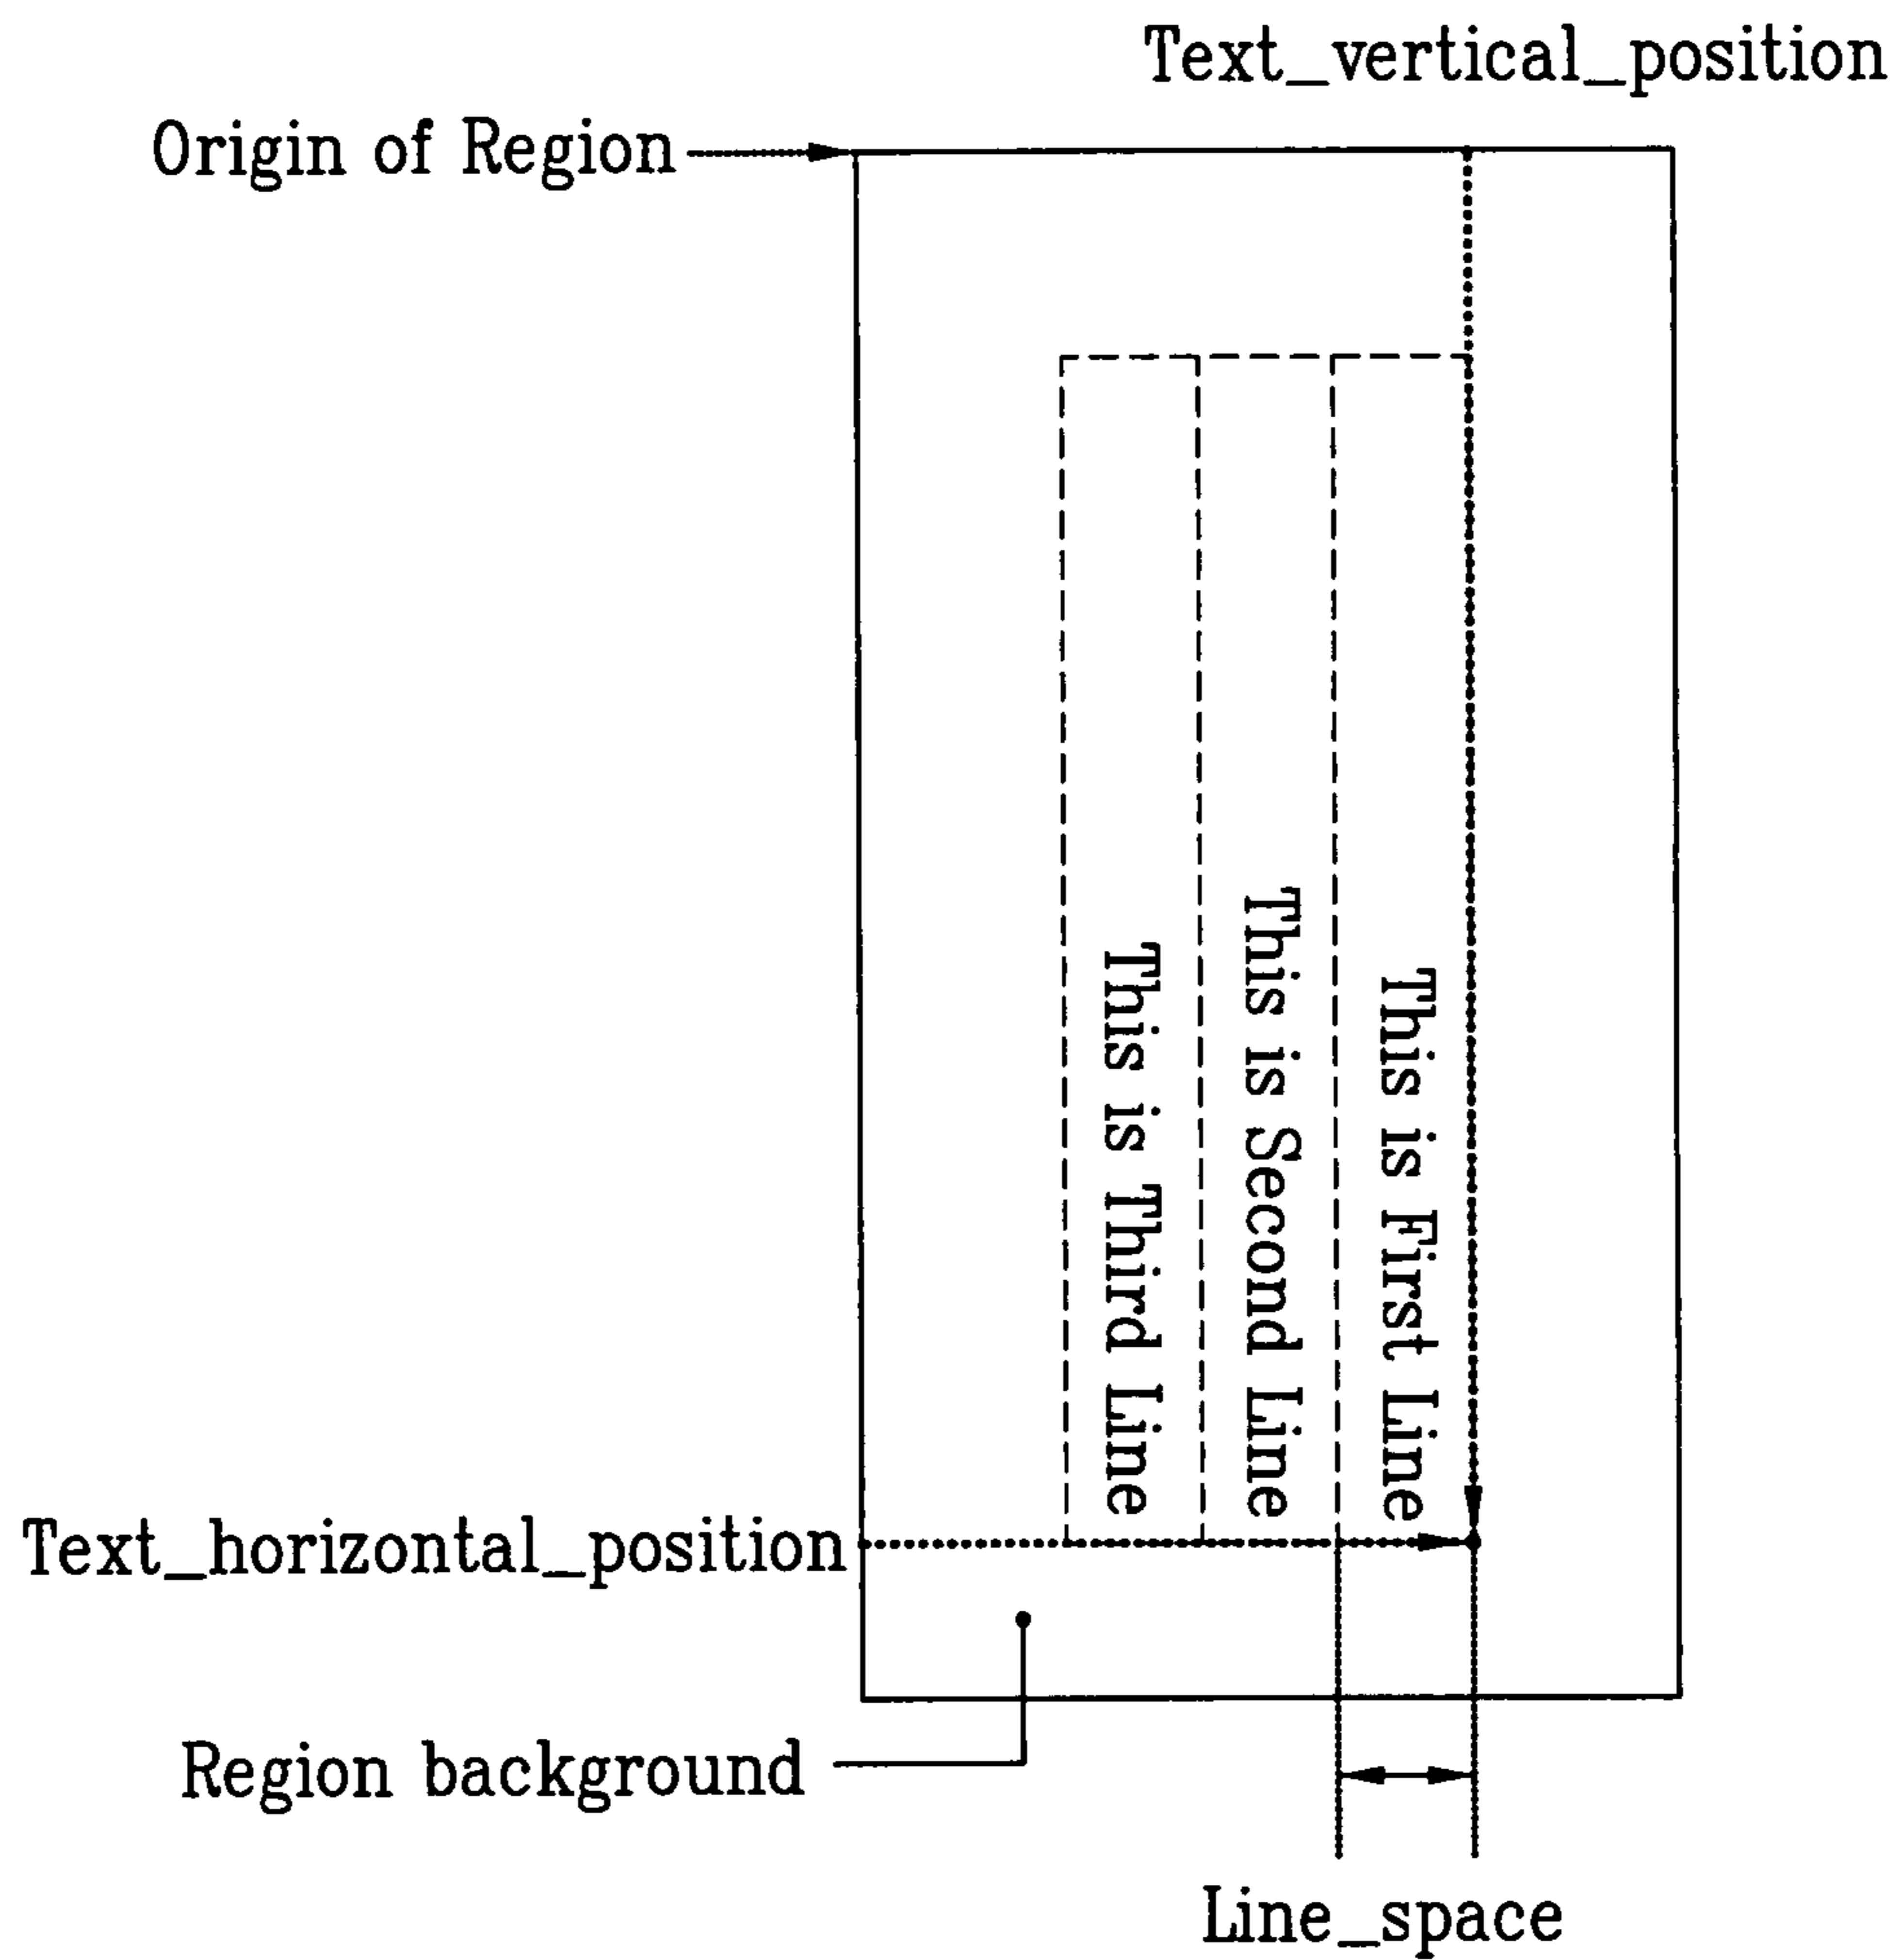 Text_vertical_position
Origin of Region
This is First Line
This is Second Line
This is Third Line
Text_horizontal_position
Region background
Line_space